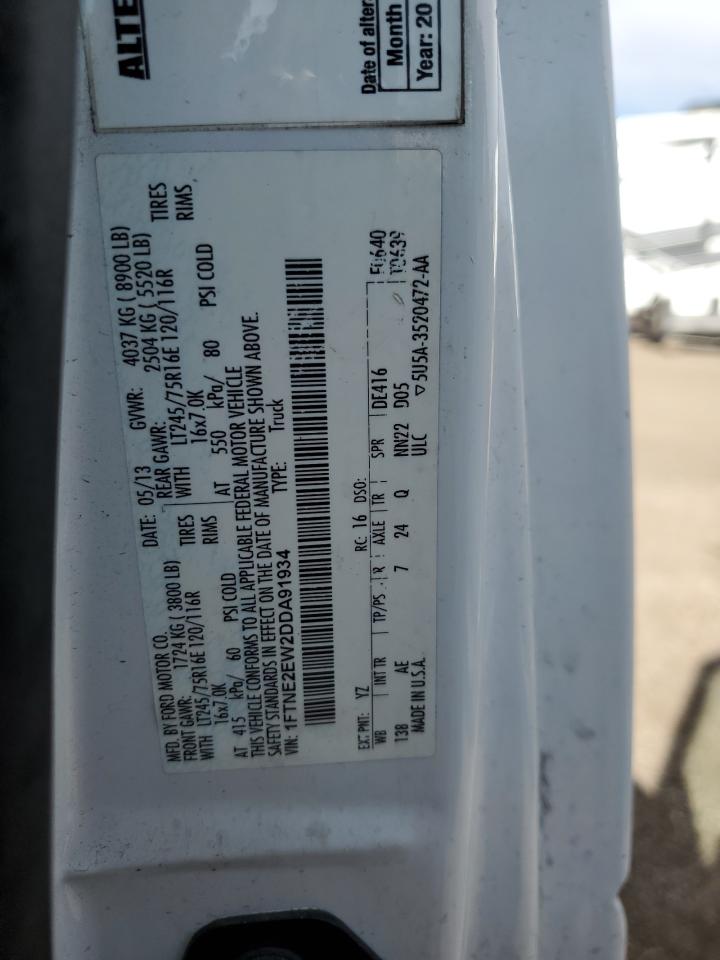 ALTE
Date of alter
Month
Year: 20
MFD. BY FORD MOTOR CO.
DATE: 05/13 GVWR: 4037 KG ( 8900 LB)
FRONT GAWR: 1724 KG ( 3800 LB)
REAR GAWR: 2504 KG ( 5520 LB)
WITH LT245/75R16E 120/116R TIRES
WITH LT245/75R16E 120/116R TIRES
16x7.0K RIMS
16x7.0K RIMS,
AT 415 kPa/ 60 PSI COLD
AT 550 kPa/ 80 PSI COLD
THIS VEHICLE CONFORMS TO ALL APPLICABLE FEDERAL MOTOR VEHICLE
SAFETY STANDARDS IN EFFECT ON THE DATE OF MANUFACTURE SHOWN ABOVE.
VIN: 1FTNE2EW2DDA91934
TYPE: Truck
EXT PNT: YZ RC: 16 DSO:
WB INT TR TP/PS R AXLE TR SPR DE416
138 AE 7 24 Q NN22 D05
MADE IN U.S.A. ULC
▽5U5A-3520472-AA